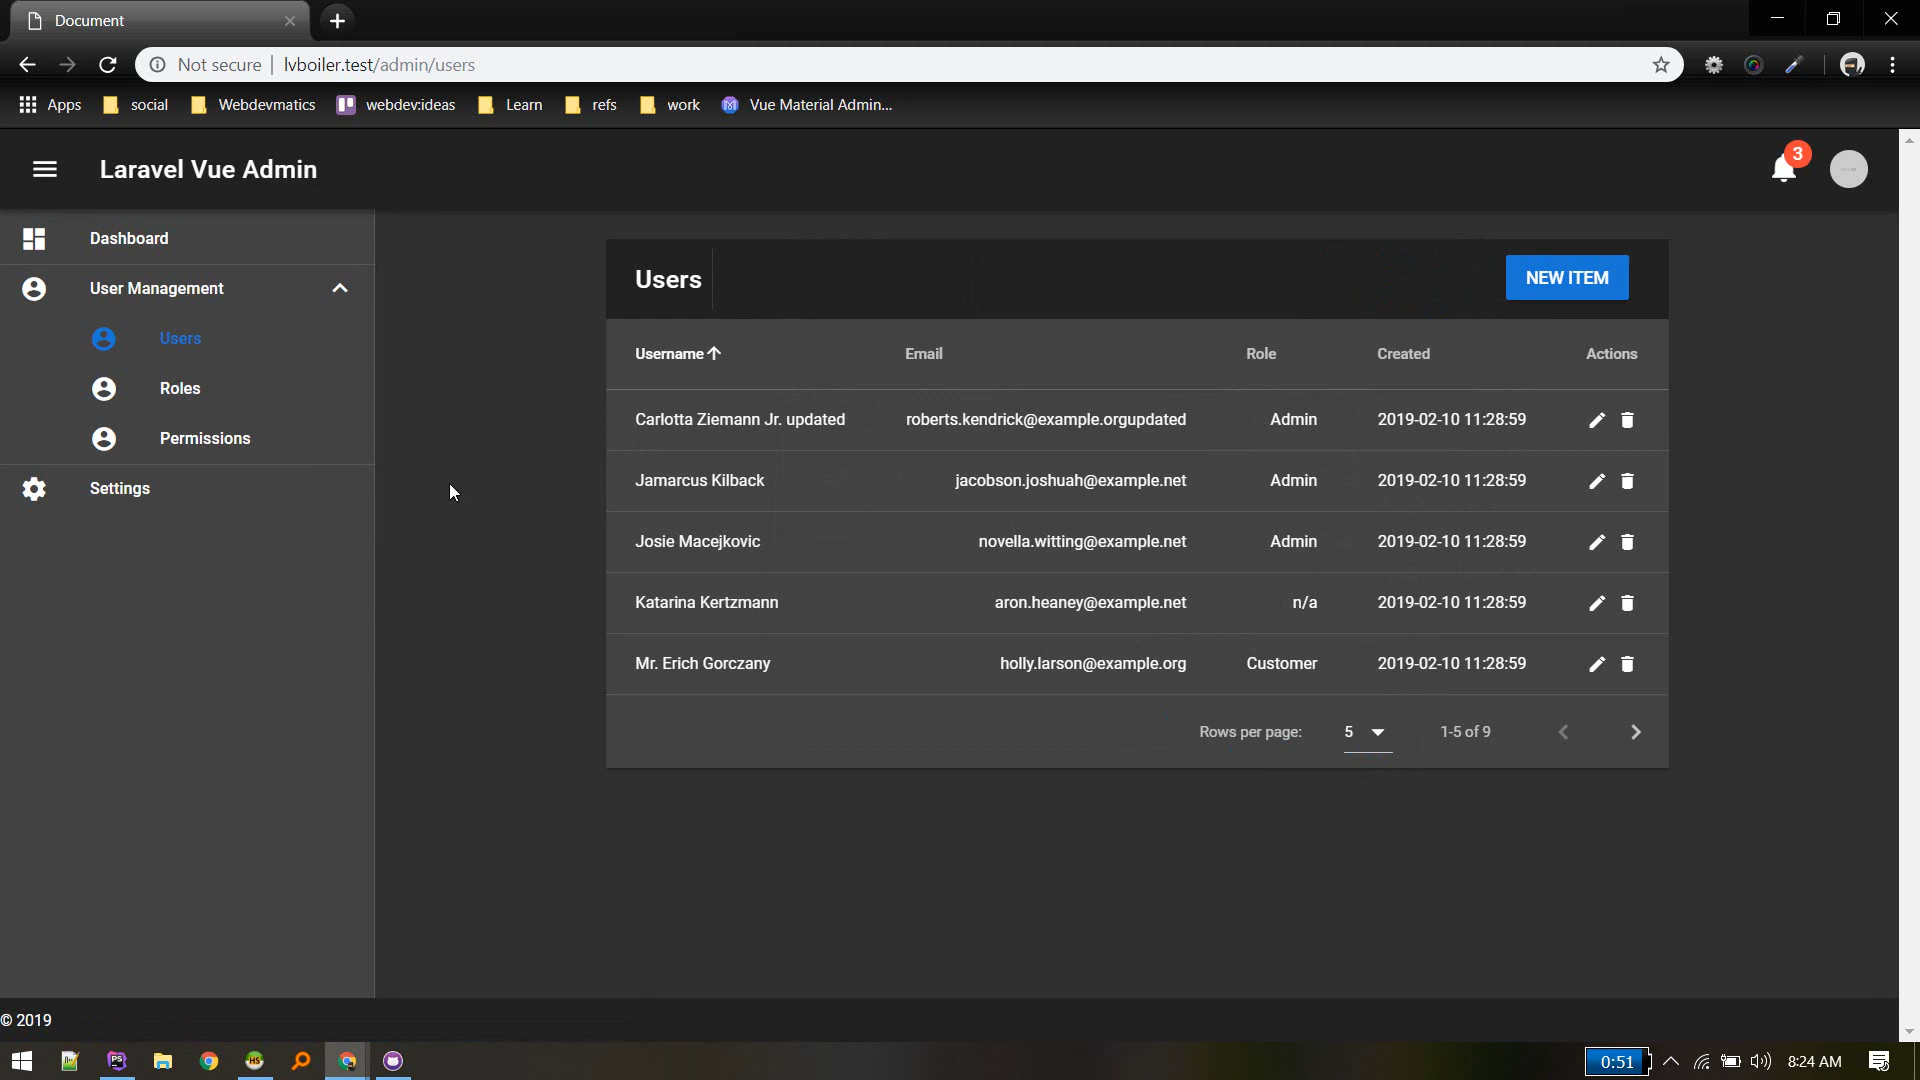 Document
Not secure | lvboiler.test/admin/users
Apps social Webdevmatics webdev:ideas Learn refs work Vue Material Admin...
Laravel Vue Admin
3
Dashboard
User Management
Users
Roles
Permissions
Settings
Users
NEW ITEM
Username Email Role Created Actions
Carlotta Ziemann Jr. updated roberts.kendrick@example.orgupdated Admin 2019-02-10 11:28:59
Jamarcus Kilback jacobson.joshuah@example.net Admin 2019-02-10 11:28:59
Josie Macejkovic novella.witting@example.net Admin 2019-02-10 11:28:59
Katarina Kertzmann aron.heaney@example.net n/a 2019-02-10 11:28:59
Mr. Erich Gorczany holly.larson@example.org Customer 2019-02-10 11:28:59
Rows per page: 5 1-5 of 9
© 2019
PS HS 0:51 8:24 AM